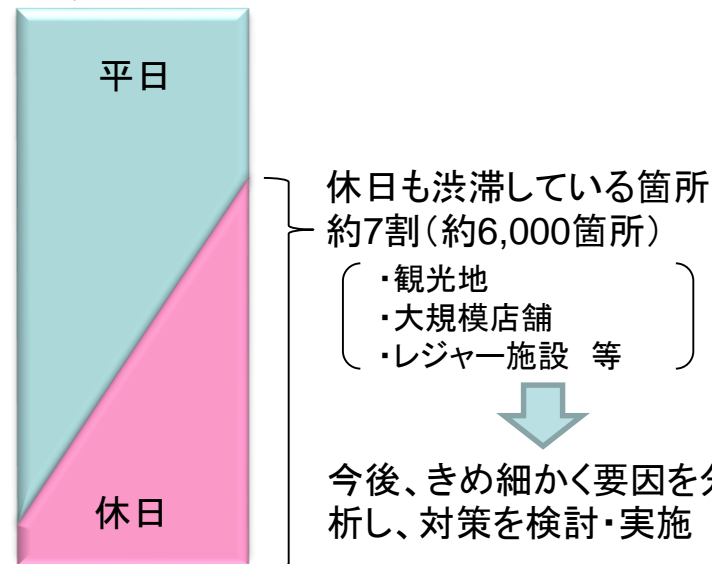 平日
休日も渋滞している箇所
約7割（約6,000箇所）
・観光地
・大規模店舗
・レジャー施設 等
今後、きめ細かく要因を分
析し、対策を検討・実施
休日